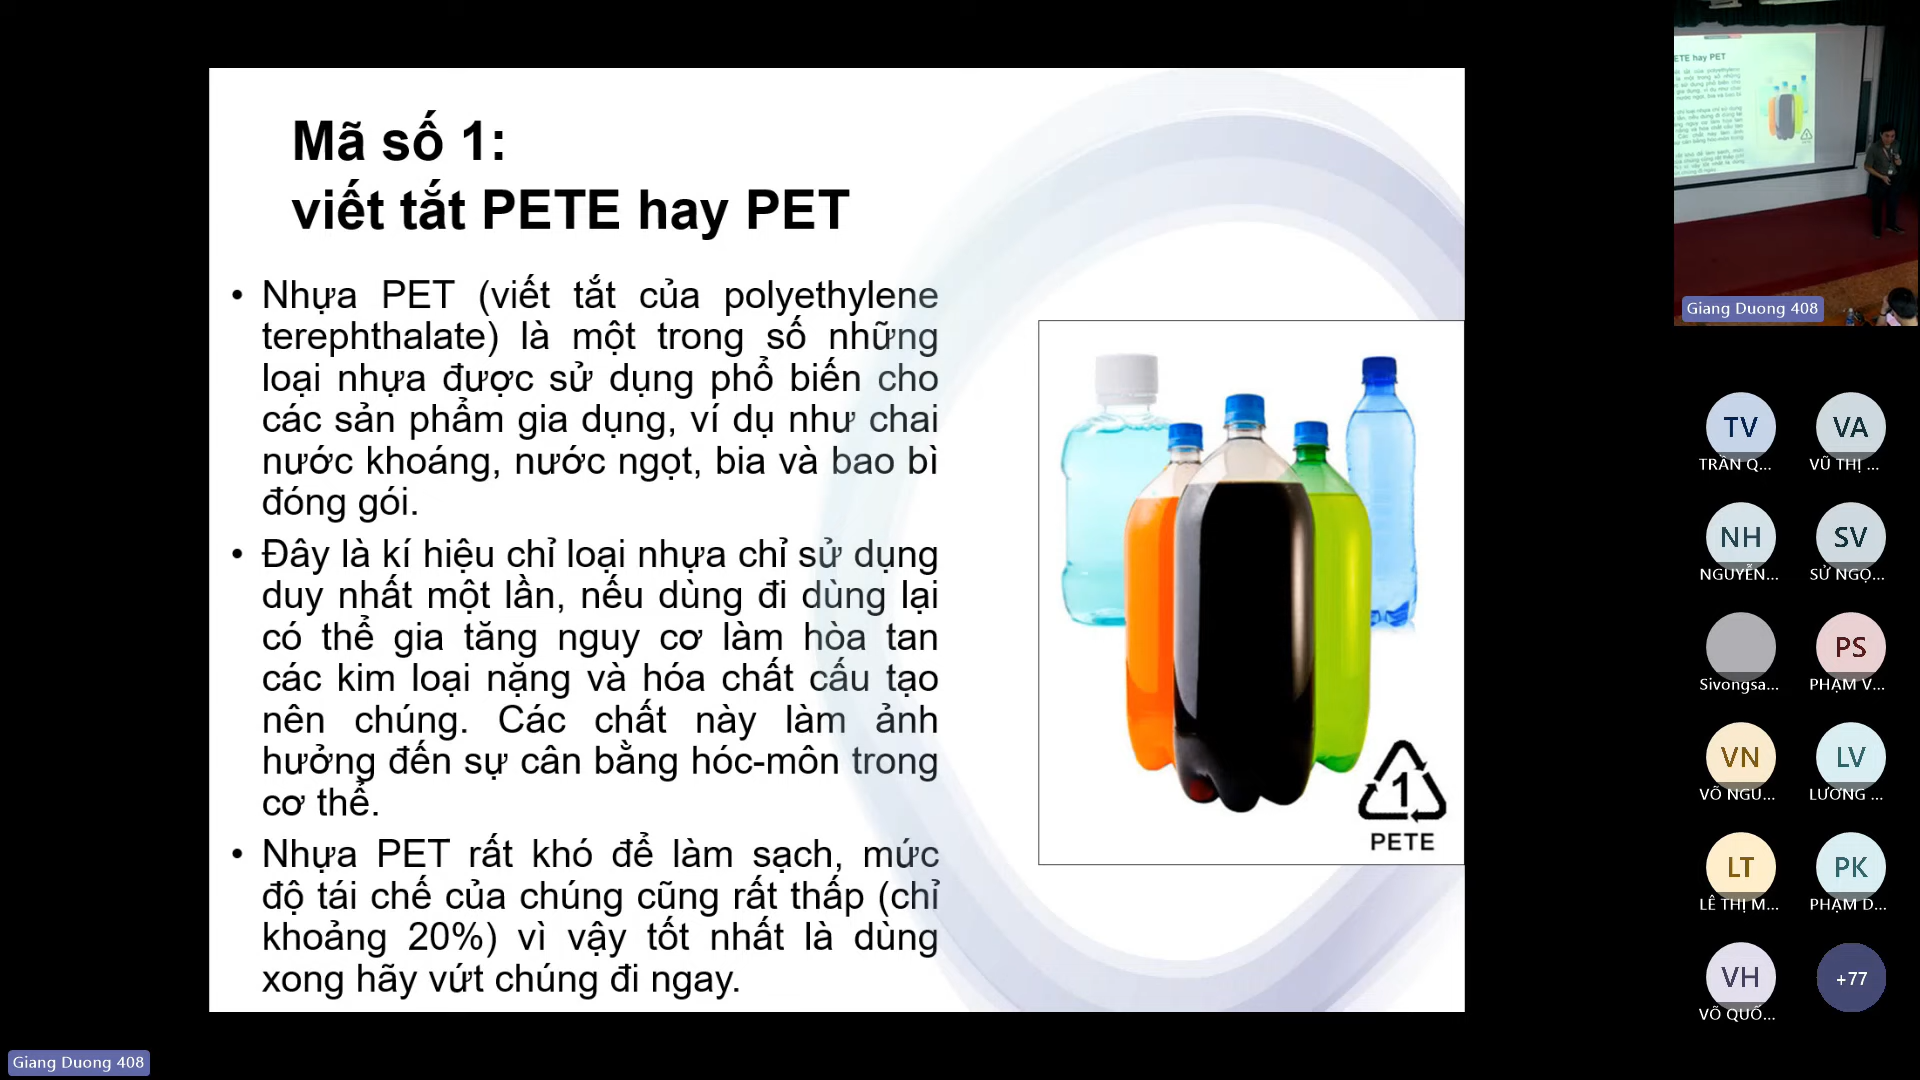 Mã số 1:
viết tắt PETE hay PET
• Nhựa PET (viết tắt của polyethylene
terephthalate) là một trong số những
loại nhựa được sử dụng phổ biến cho
các sản phẩm gia dụng, ví dụ như chai
nước khoáng, nước ngọt, bia và bao bì
đóng gói.
• Đây là kí hiệu chỉ loại nhựa chỉ sử dụng
duy nhất một lần, nếu dùng đi dùng lại
có thể gia tăng nguy cơ làm hòa tan
các kim loại nặng và hóa chất cấu tạo
nên chúng. Các chất này làm ảnh
hưởng đến sự cân bằng hóc-môn trong
cơ thể.
• Nhựa PET rất khó để làm sạch, mức
độ tái chế của chúng cũng rất thấp (chỉ
khoảng 20%) vì vậy tốt nhất là dùng
xong hãy vứt chúng đi ngay.
1
PETE
ETE hay PET
Giang Duong 408
TV
TRẦN Q...
VA
VŨ THỊ ...
NH
NGUYỄN...
SV
SỬ NGỌ...
Sivongsa...
PS
PHẠM V...
VN
VÕ NGU...
LV
LƯƠNG ...
LT
LÊ THỊ M...
PK
PHẠM D...
VH
VÕ QUỐ...
+77
Giang Duong 408